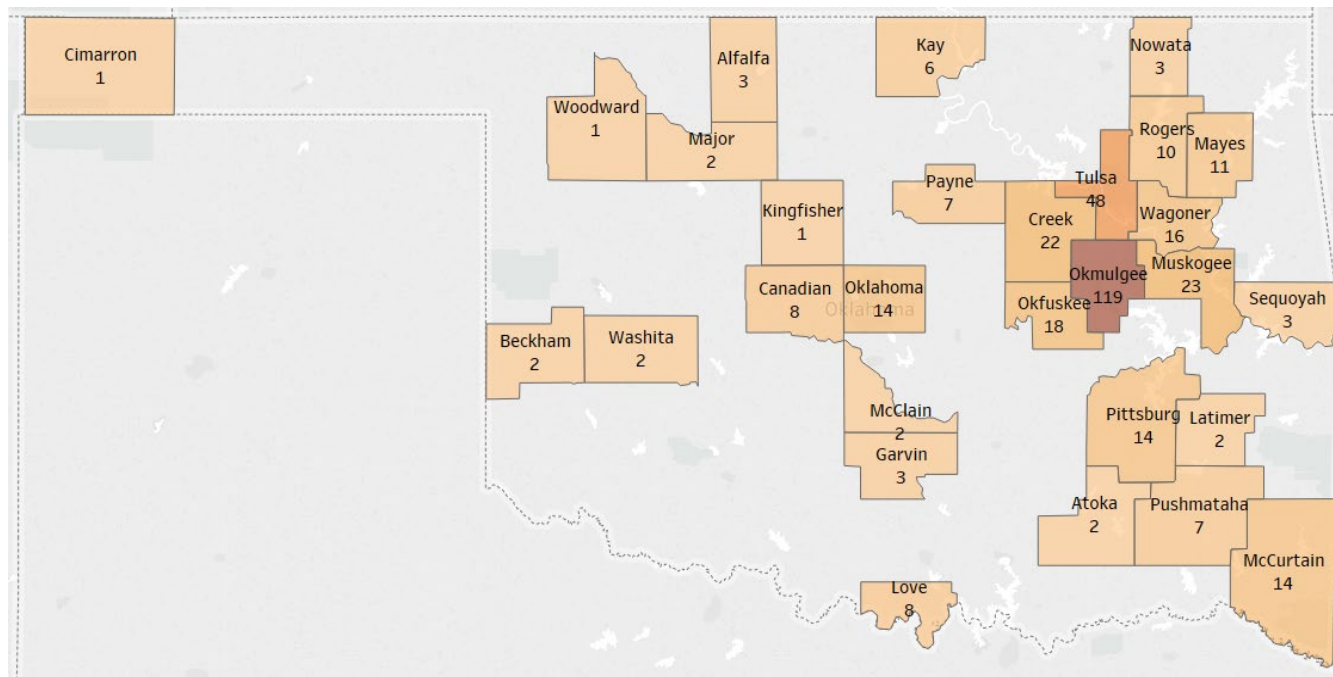 Cimarron
1
Woodward
1
Alfalfa
3
Major
2
Kay
6
Nowata
3
Rogers
10
Mayes
11
Tulsa
48
Payne
7
Creek
22
Wagoner
16
Kingfisher
1
Okmulgee
119
Muskogee
23
Canadian
8
Oklahoma
14
Oklahoma
Okfuskee
18
Sequoyah
3
Beckham
2
Washita
2
McClain
2
Garvin
3
Pittsburg
14
Latimer
2
Atoka
2
Pushmataha
7
McCurtain
14
Love
8